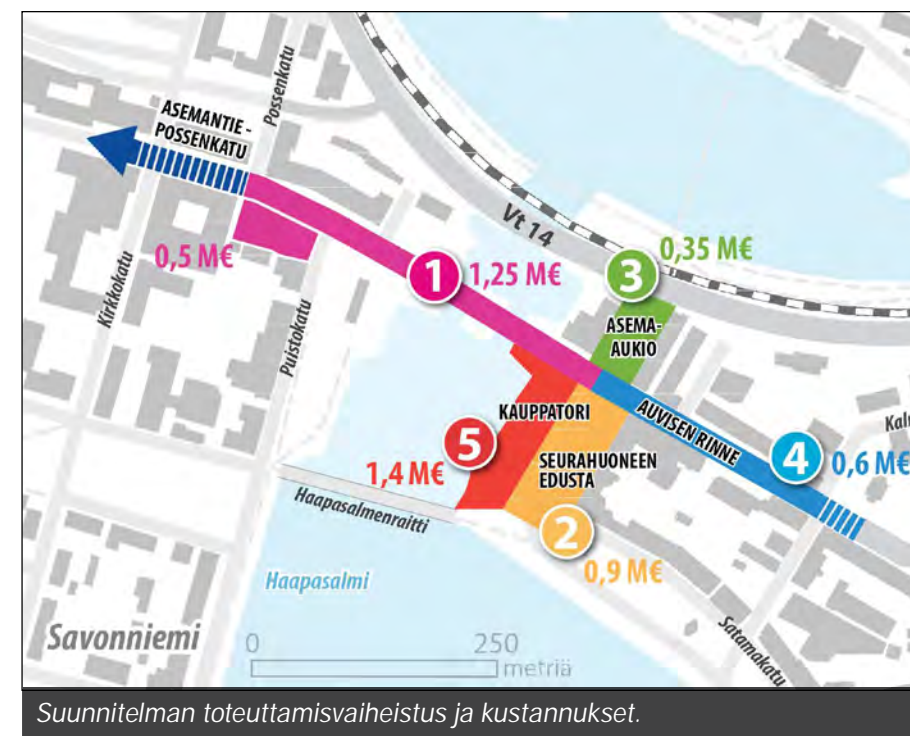 ASEMANTIE -
POSSENKATU
Possenkatu
Vt 14
0,5 M€
Kirkkokatu
Puistokatu
1
1,25 M€
3
0,35 M€
ASEMA-
AUKIO
KAUPPATORI
AUVISEN RINNE
5
1,4 M€
SEURAHUONEEN
EDUSTA
4
0,6 M€
Haapasalmenraitti
2
0,9 M€
Haapasalmi
Savonniemi
0
250
metriä
Satamakatu
Suunnitelman toteuttamisvaiheistus ja kustannukset.